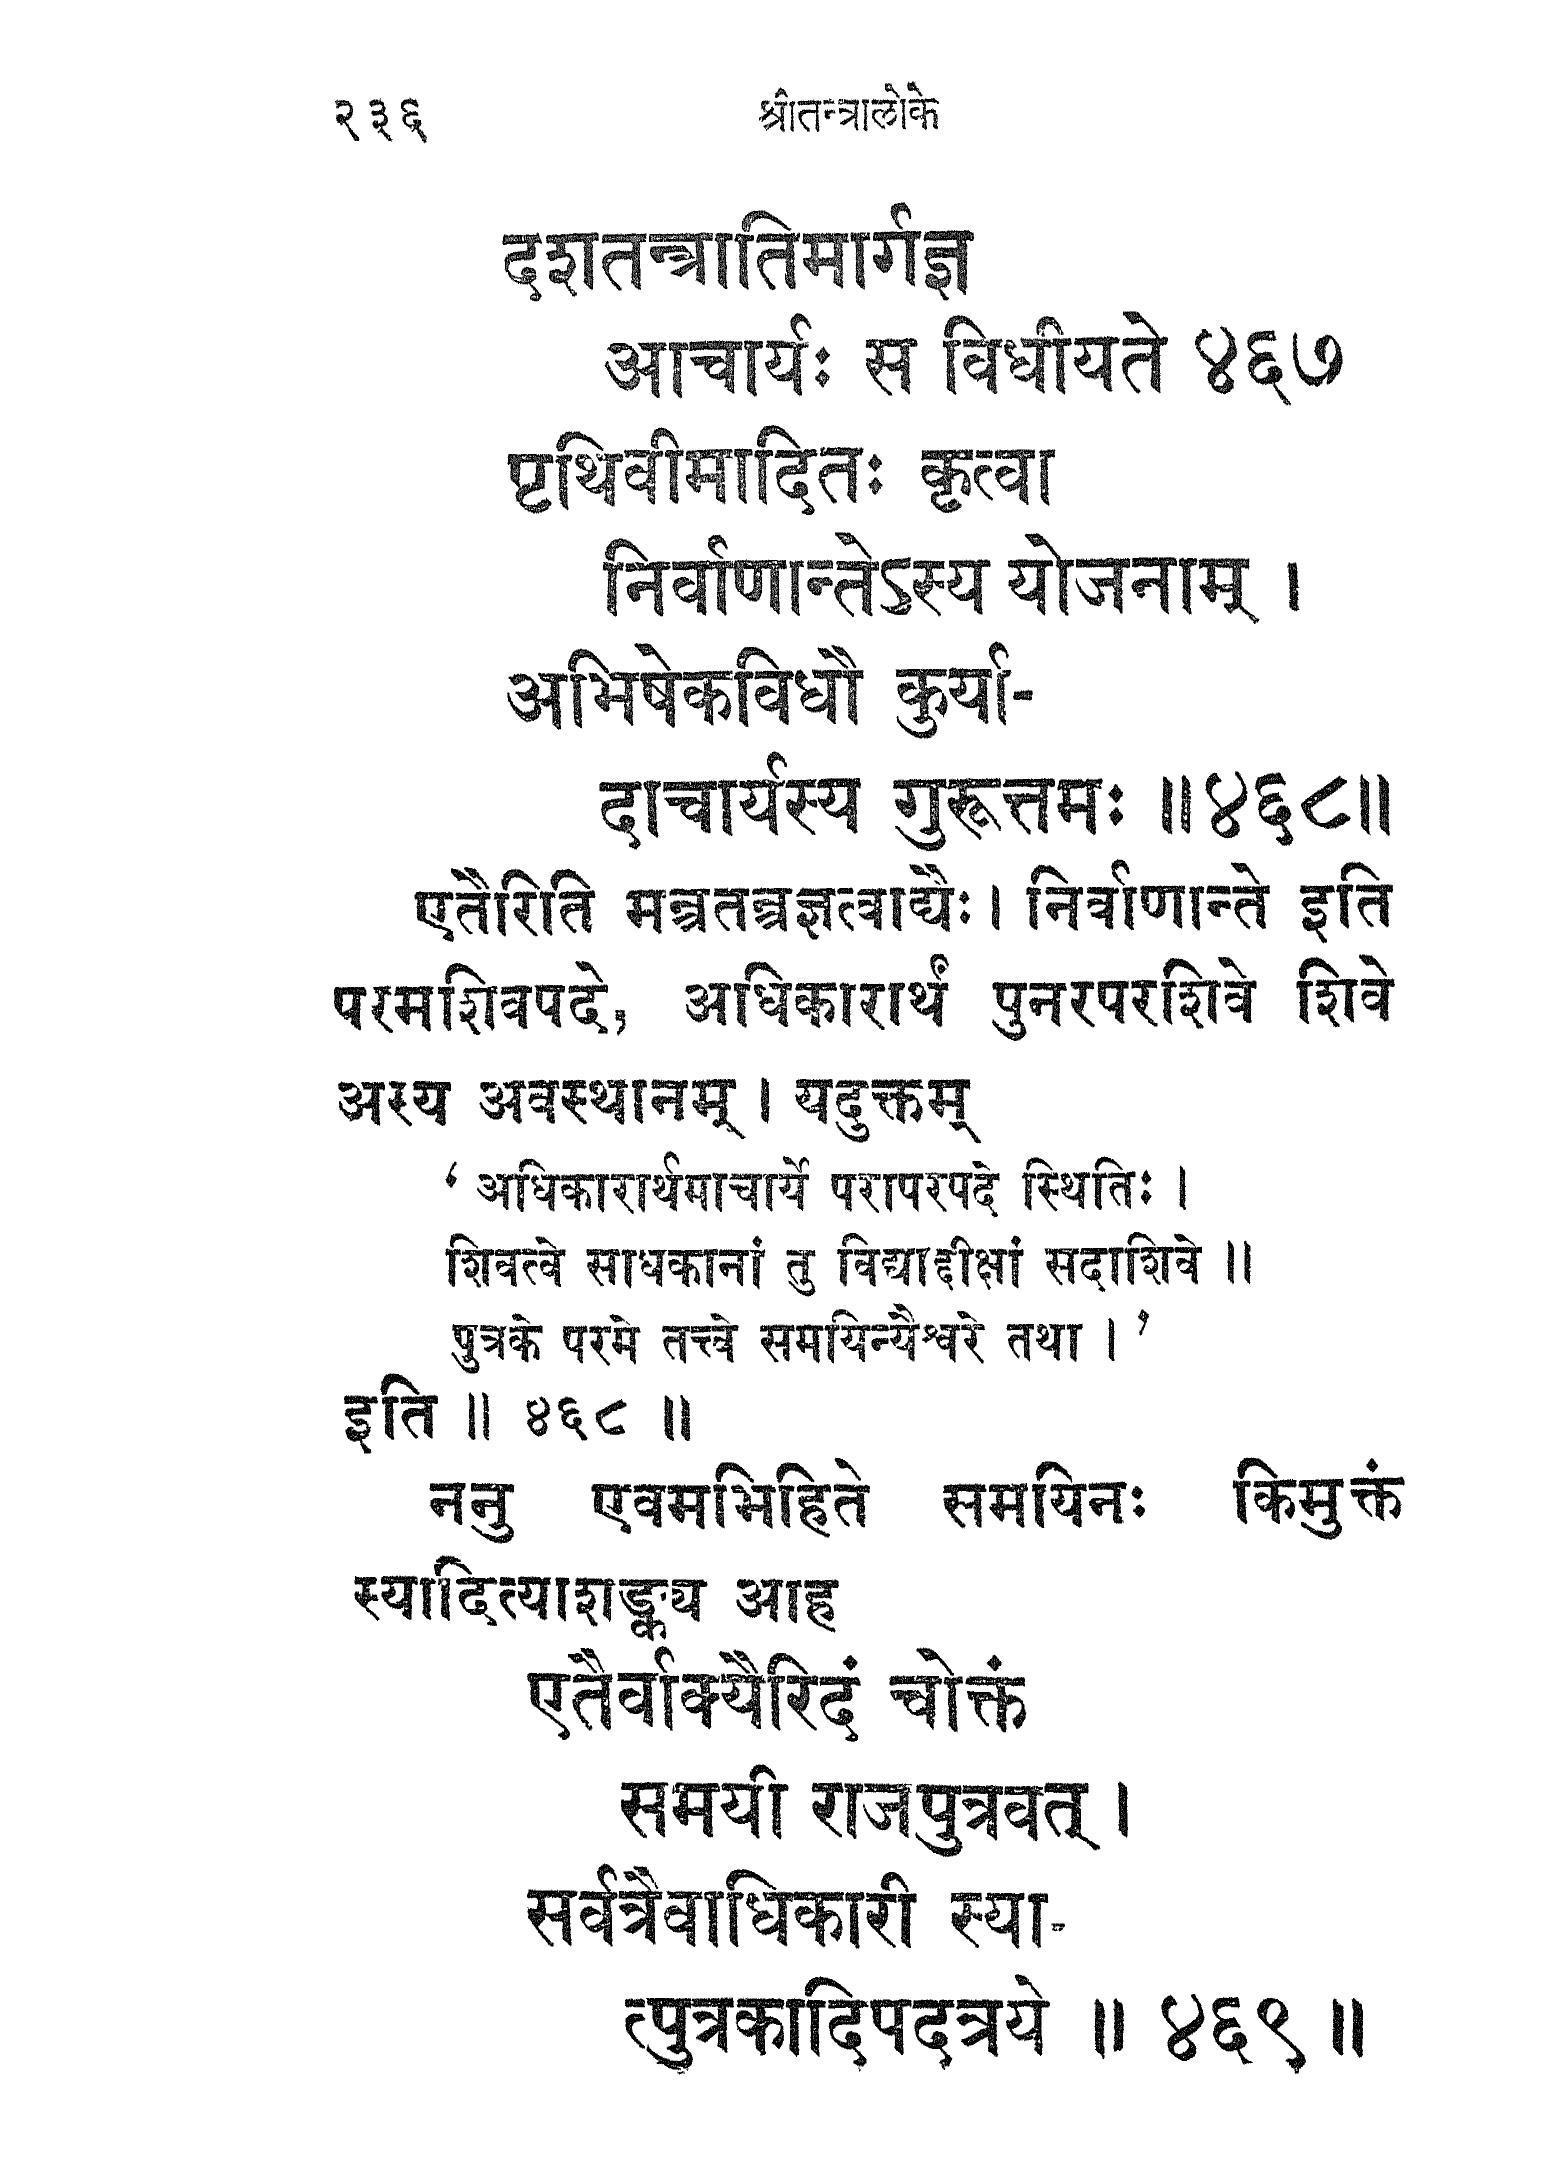 २३६ श्रीतन्त्रालोके
दशतन्त्रातिमार्गज्ञ
आचार्यः स विधीयते ४६७
पृथिवीमादितः कृत्वा
निर्वाणान्तेऽस्य योजनाम् ।
अभिषेकविधौ कुर्या-
दाचार्यस्य गुरूत्तमः ॥४६८॥
एतैरिति मन्त्रतन्त्रज्ञत्वाद्यैः। निर्वाणान्ते इति
परमशिवपदे, अधिकारार्थं पुनरपरशिवे शिवे
अस्य अवस्थानम् । यदुक्तम्
‘ अधिकारार्थमाचार्ये परापरपदे स्थितिः ।
शिवत्वे साधकानां तु विद्याद्दीक्षां सदाशिवे ॥
पुत्रके परमे तत्त्वे समयिन्यैश्वरे तथा । ’
इति ॥ ४६८ ॥
ननु एवमभिहिते समयिनः किमुक्तं
स्यादित्याशङ्क्य आह
एतैर्वाक्यैरिदं चोक्तं
समयी राजपुत्रवत् ।
सर्वत्रैवाधिकारी स्या-
त्पुत्रकादिपदत्रये ॥ ४६९ ॥